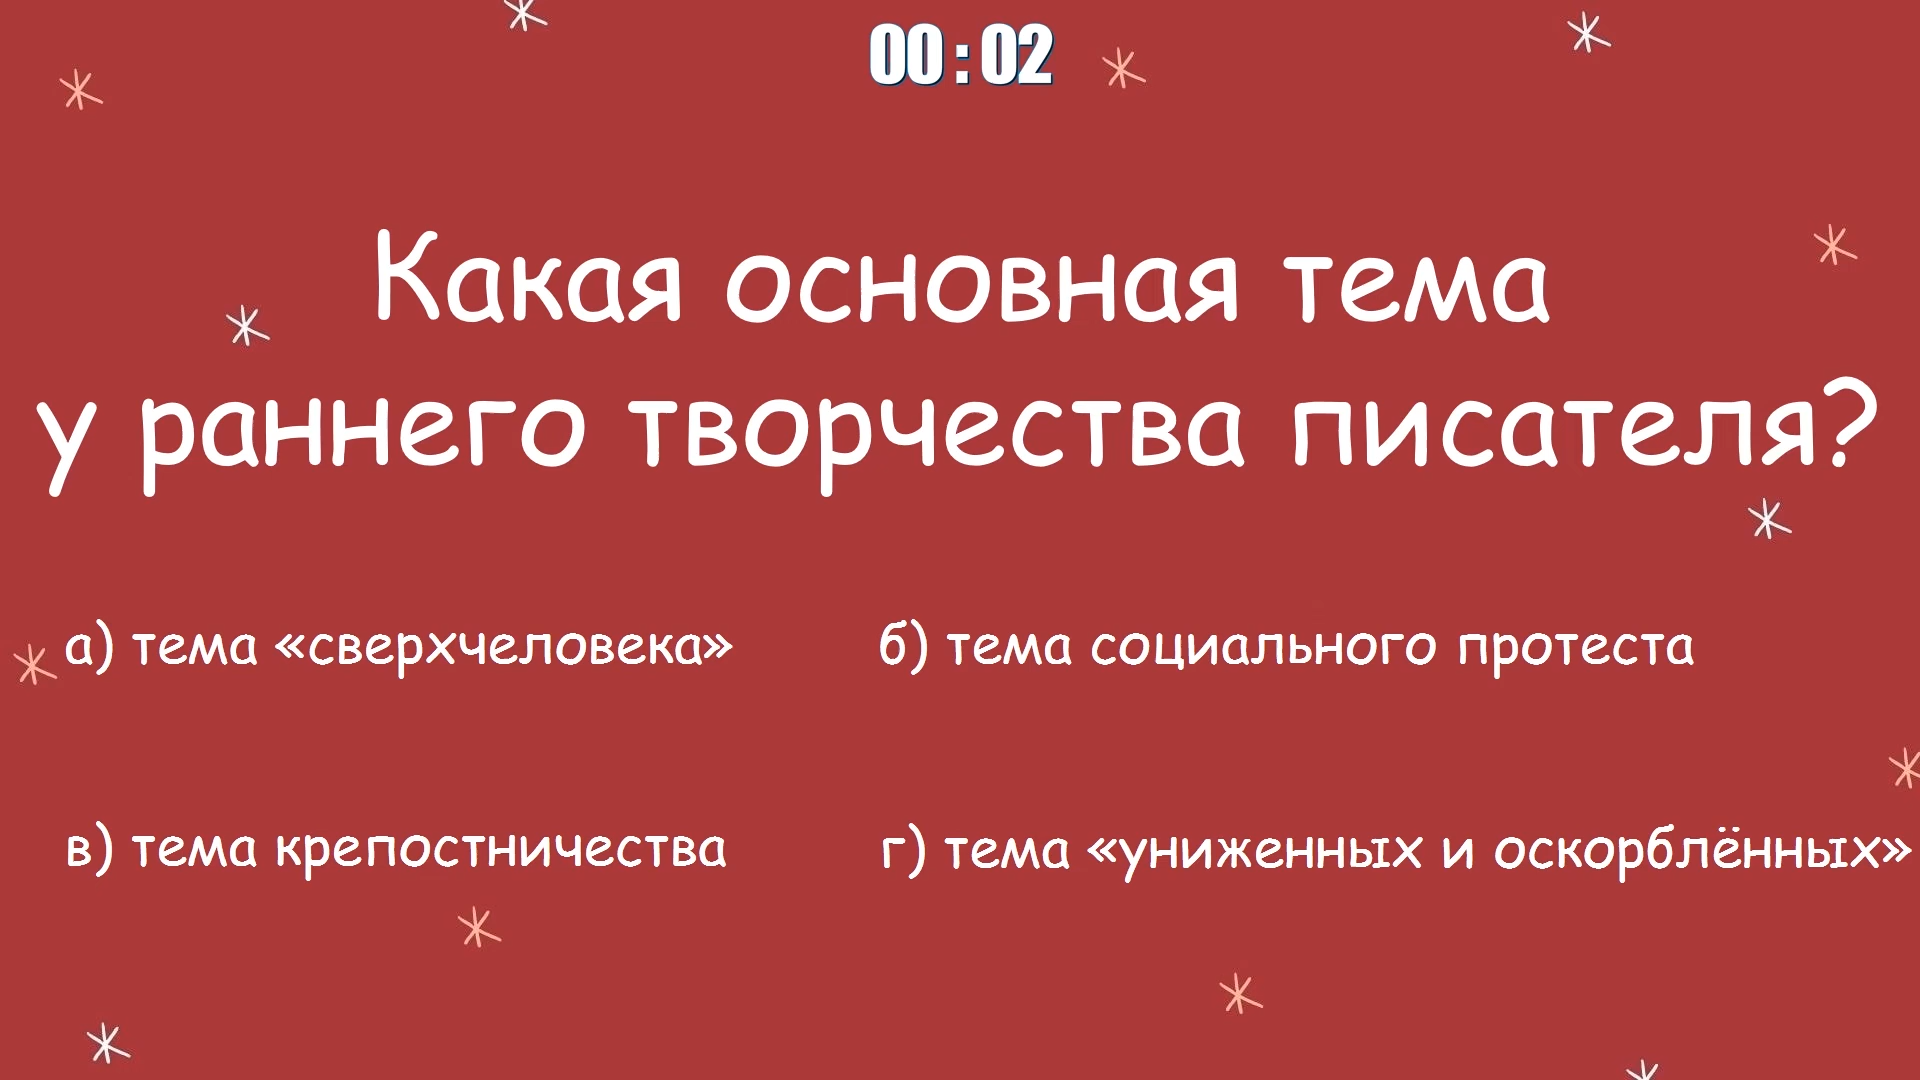 00:02
Какая основная тема
у раннего творчества писателя?
а) тема «сверхчеловека»
б) тема социального протеста
в) тема крепостничества
г) тема «униженных и оскорблённых»